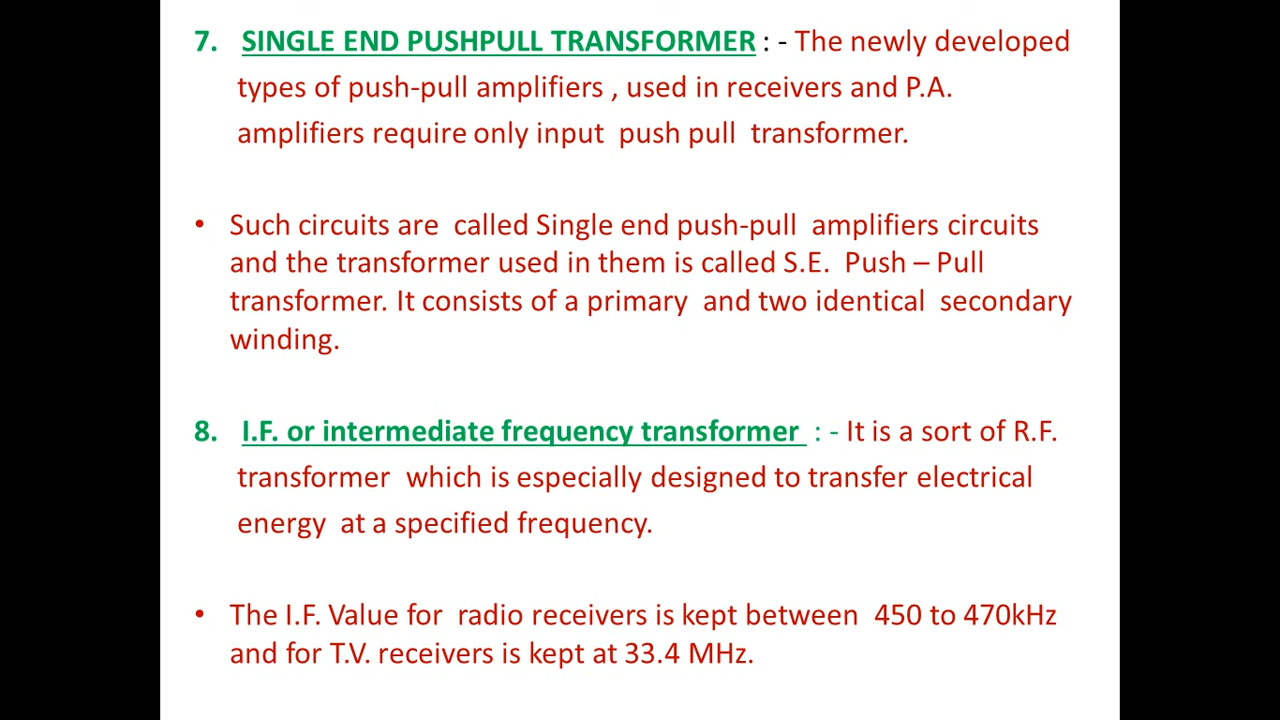 7. SINGLE END PUSHPULL TRANSFORMER : - The newly developed
types of push-pull amplifiers , used in receivers and P.A.
amplifiers require only input push pull transformer.
• Such circuits are called Single end push-pull amplifiers circuits
and the transformer used in them is called S.E. Push – Pull
transformer. It consists of a primary and two identical secondary
winding.
8. I.F. or intermediate frequency transformer : - It is a sort of R.F.
transformer which is especially designed to transfer electrical
energy at a specified frequency.
• The I.F. Value for radio receivers is kept between 450 to 470kHz
and for T.V. receivers is kept at 33.4 MHz.